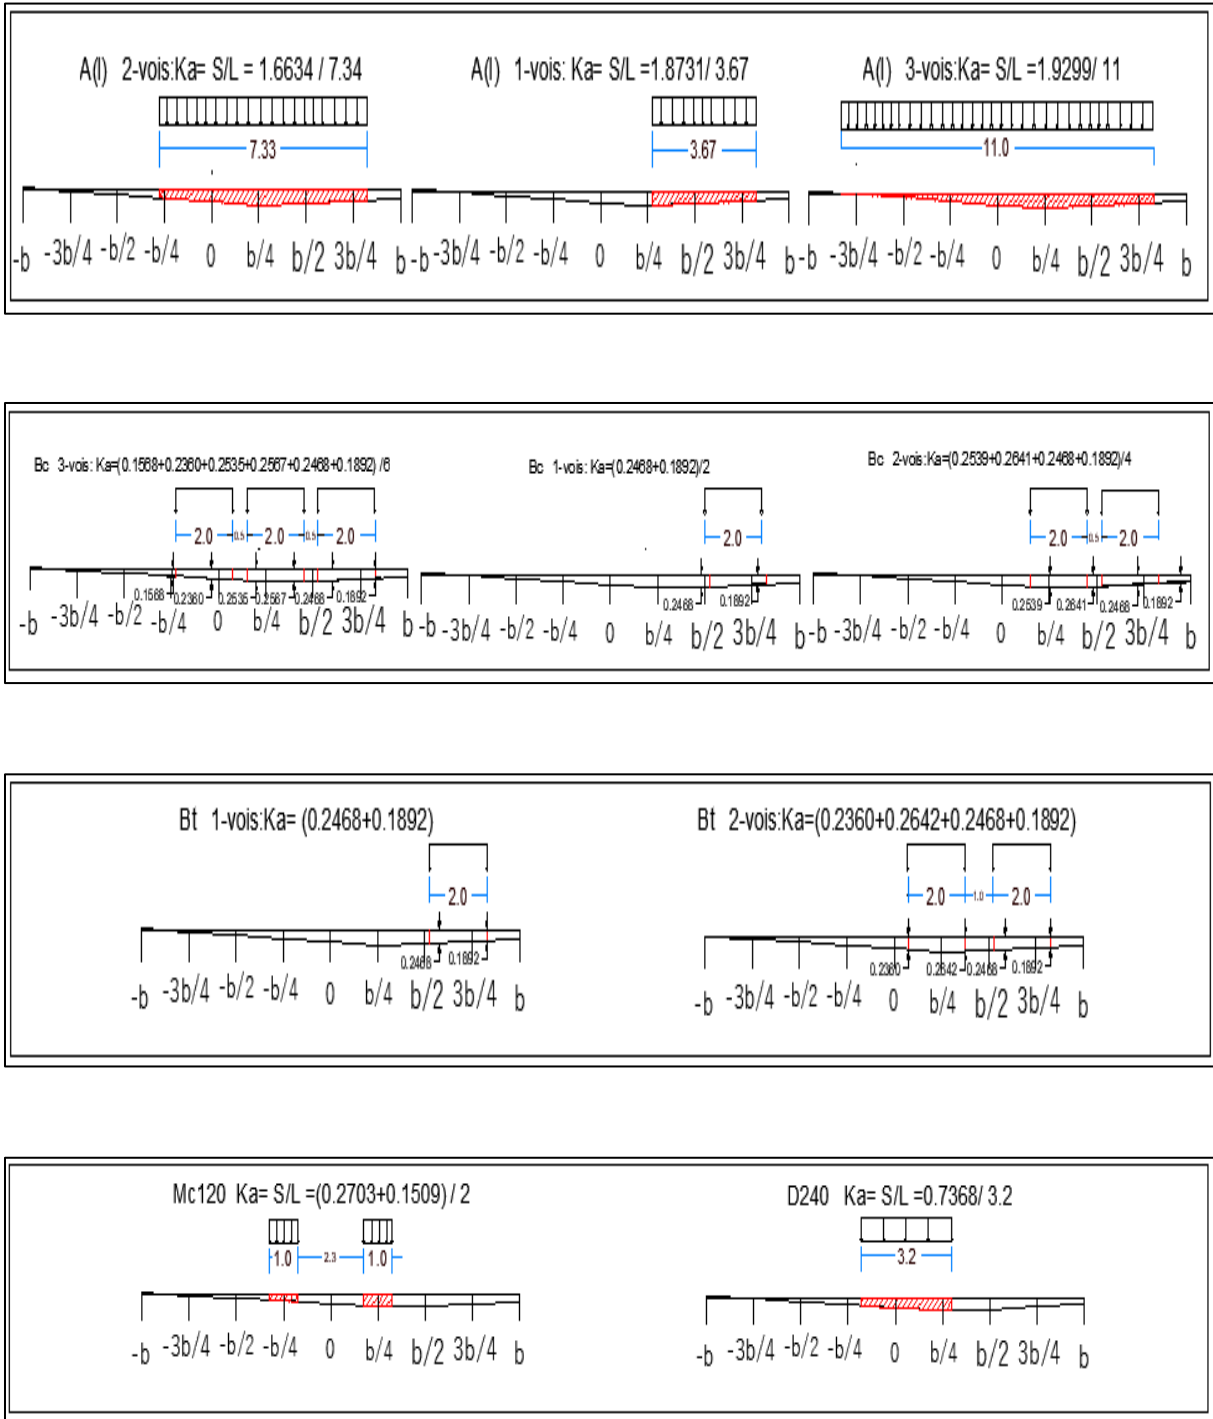 A(l) 2-vois:Ka= S/L = 1.6634 / 7.34
A(l) 1-vois: Ka= S/L =1.8731/ 3.67
A(l) 3-vois:Ka= S/L =1.9299/ 11
7.33
3.67
11.0
-b -3b/4 -b/2 -b/4 0 b/4 b/2 3b/4 b
-b -3b/4 -b/2 -b/4 0 b/4 b/2 3b/4 b
-b -3b/4 -b/2 -b/4 0 b/4 b/2 3b/4 b
Bc 3-vois: Ka=(0.1568+0.2360+0.2535+0.2567+0.2468+0.1892) /6
Bc 1-vois: Ka=(0.2468+0.1892)/2
Bc 2-vois:Ka=(0.2539+0.2641+0.2468+0.1892)/4
2.0 0.5 2.0 0.5 2.0
2.0
2.0 0.5 2.0
0.1568 0.2360 0.2535 0.2567 0.2468 0.1892
0.2468 0.1892
0.2539 0.2641 0.2468 0.1892
-b -3b/4 -b/2 -b/4 0 b/4 b/2 3b/4 b
-b -3b/4 -b/2 -b/4 0 b/4 b/2 3b/4 b
-b -3b/4 -b/2 -b/4 0 b/4 b/2 3b/4 b
Bt 1-vois:Ka= (0.2468+0.1892)
Bt 2-vois:Ka=(0.2360+0.2642+0.2468+0.1892)
2.0
2.0 1.0 2.0
0.2468 0.1892
0.2360 0.2642 0.2468 0.1892
-b -3b/4 -b/2 -b/4 0 b/4 b/2 3b/4 b
-b -3b/4 -b/2 -b/4 0 b/4 b/2 3b/4 b
Mc120 Ka= S/L =(0.2703+0.1509) / 2
D240 Ka= S/L =0.7368/ 3.2
1.0 2.3 1.0
3.2
-b -3b/4 -b/2 -b/4 0 b/4 b/2 3b/4 b
-b -3b/4 -b/2 -b/4 0 b/4 b/2 3b/4 b